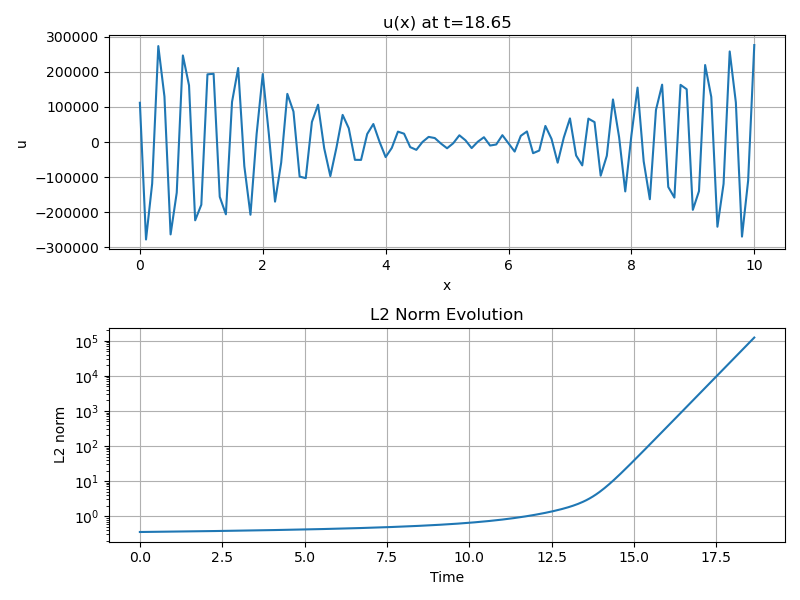 u(x) at t=18.65
300000
200000
100000
0
−100000
−200000
−300000
u
0 2 4 6 8 10
x
L2 Norm Evolution
10^5
10^4
10^3
10^2
10^1
10^0
L2 norm
0.0 2.5 5.0 7.5 10.0 12.5 15.0 17.5
Time